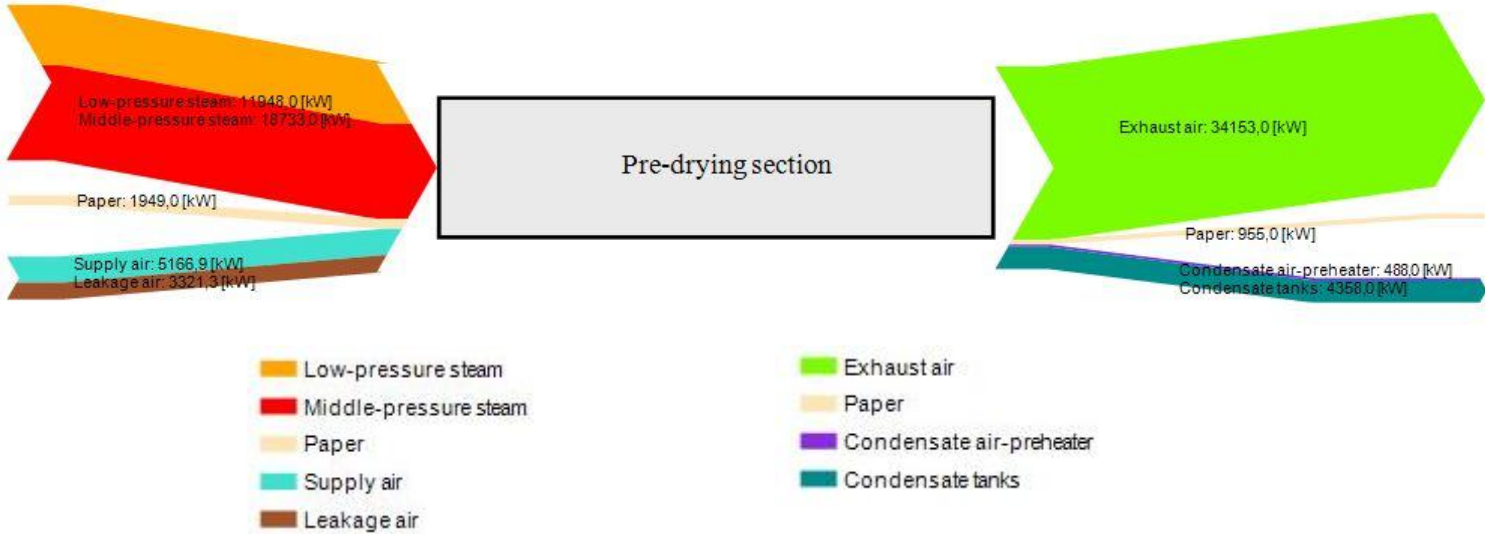 Low-pressure steam: 11948,0 [kW]
Middle-pressure steam: 18733,0 [kW]
Paper: 1949,0 [kW]
Supply air: 5166,9 [kW]
Leakage air: 3321,3 [kW]
Pre-drying section
Exhaust air: 34153,0 [kW]
Paper: 955,0 [kW]
Condensate air-preheater: 488,0 [kW]
Condensate tanks: 4358,0 [kW]
Low-pressure steam
Middle-pressure steam
Paper
Supply air
Leakage air
Exhaust air
Paper
Condensate air-preheater
Condensate tanks